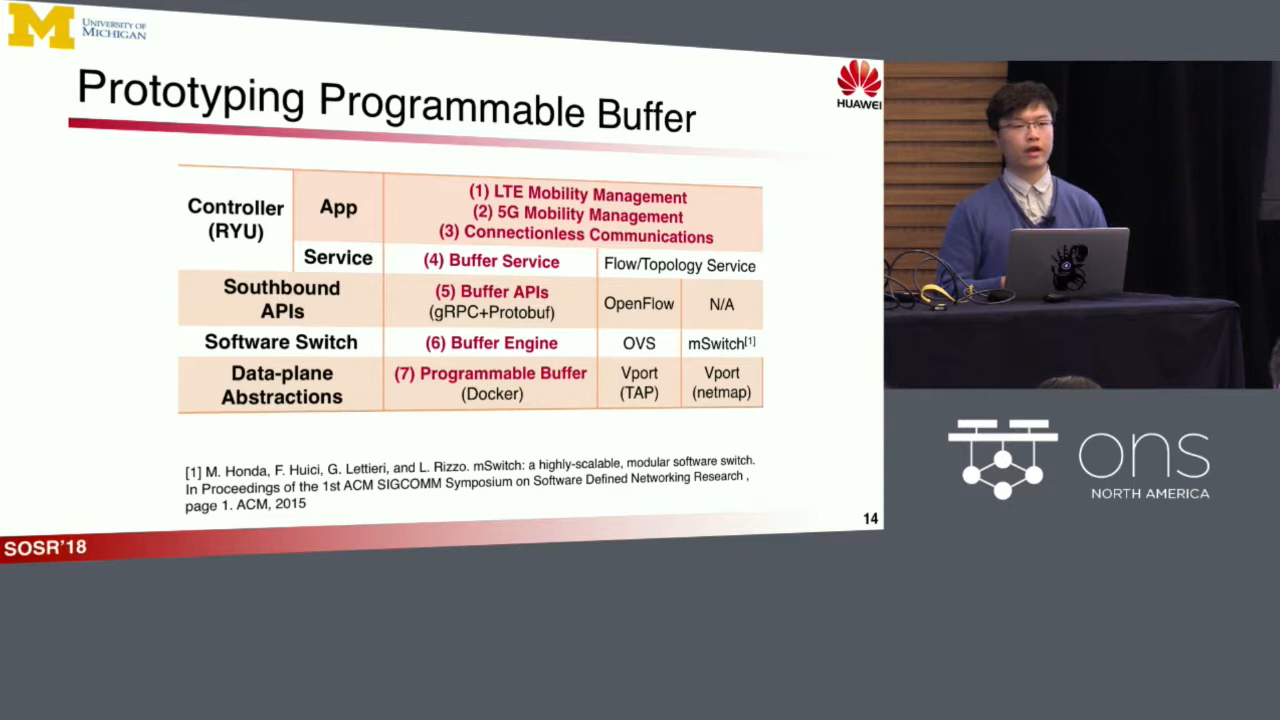 UNIVERSITY OF
MICHIGAN
HUAWEI
Prototyping Programmable Buffer
Controller
(RYU)
App
(1) LTE Mobility Management
(2) 5G Mobility Management
(3) Connectionless Communications
Service
(4) Buffer Service
Flow/Topology Service
Southbound
APIs
(5) Buffer APIs
(gRPC+Protobuf)
OpenFlow
N/A
Software Switch
(6) Buffer Engine
OVS
mSwitch[1]
Data-plane
Abstractions
(7) Programmable Buffer
(Docker)
Vport
(TAP)
Vport
(netmap)
[1] M. Honda, F. Huici, G. Lettieri, and L. Rizzo. mSwitch: a highly-scalable, modular software switch.
In Proceedings of the 1st ACM SIGCOMM Symposium on Software Defined Networking Research ,
page 1. ACM, 2015
14
SOSR'18
ons
NORTH AMERICA